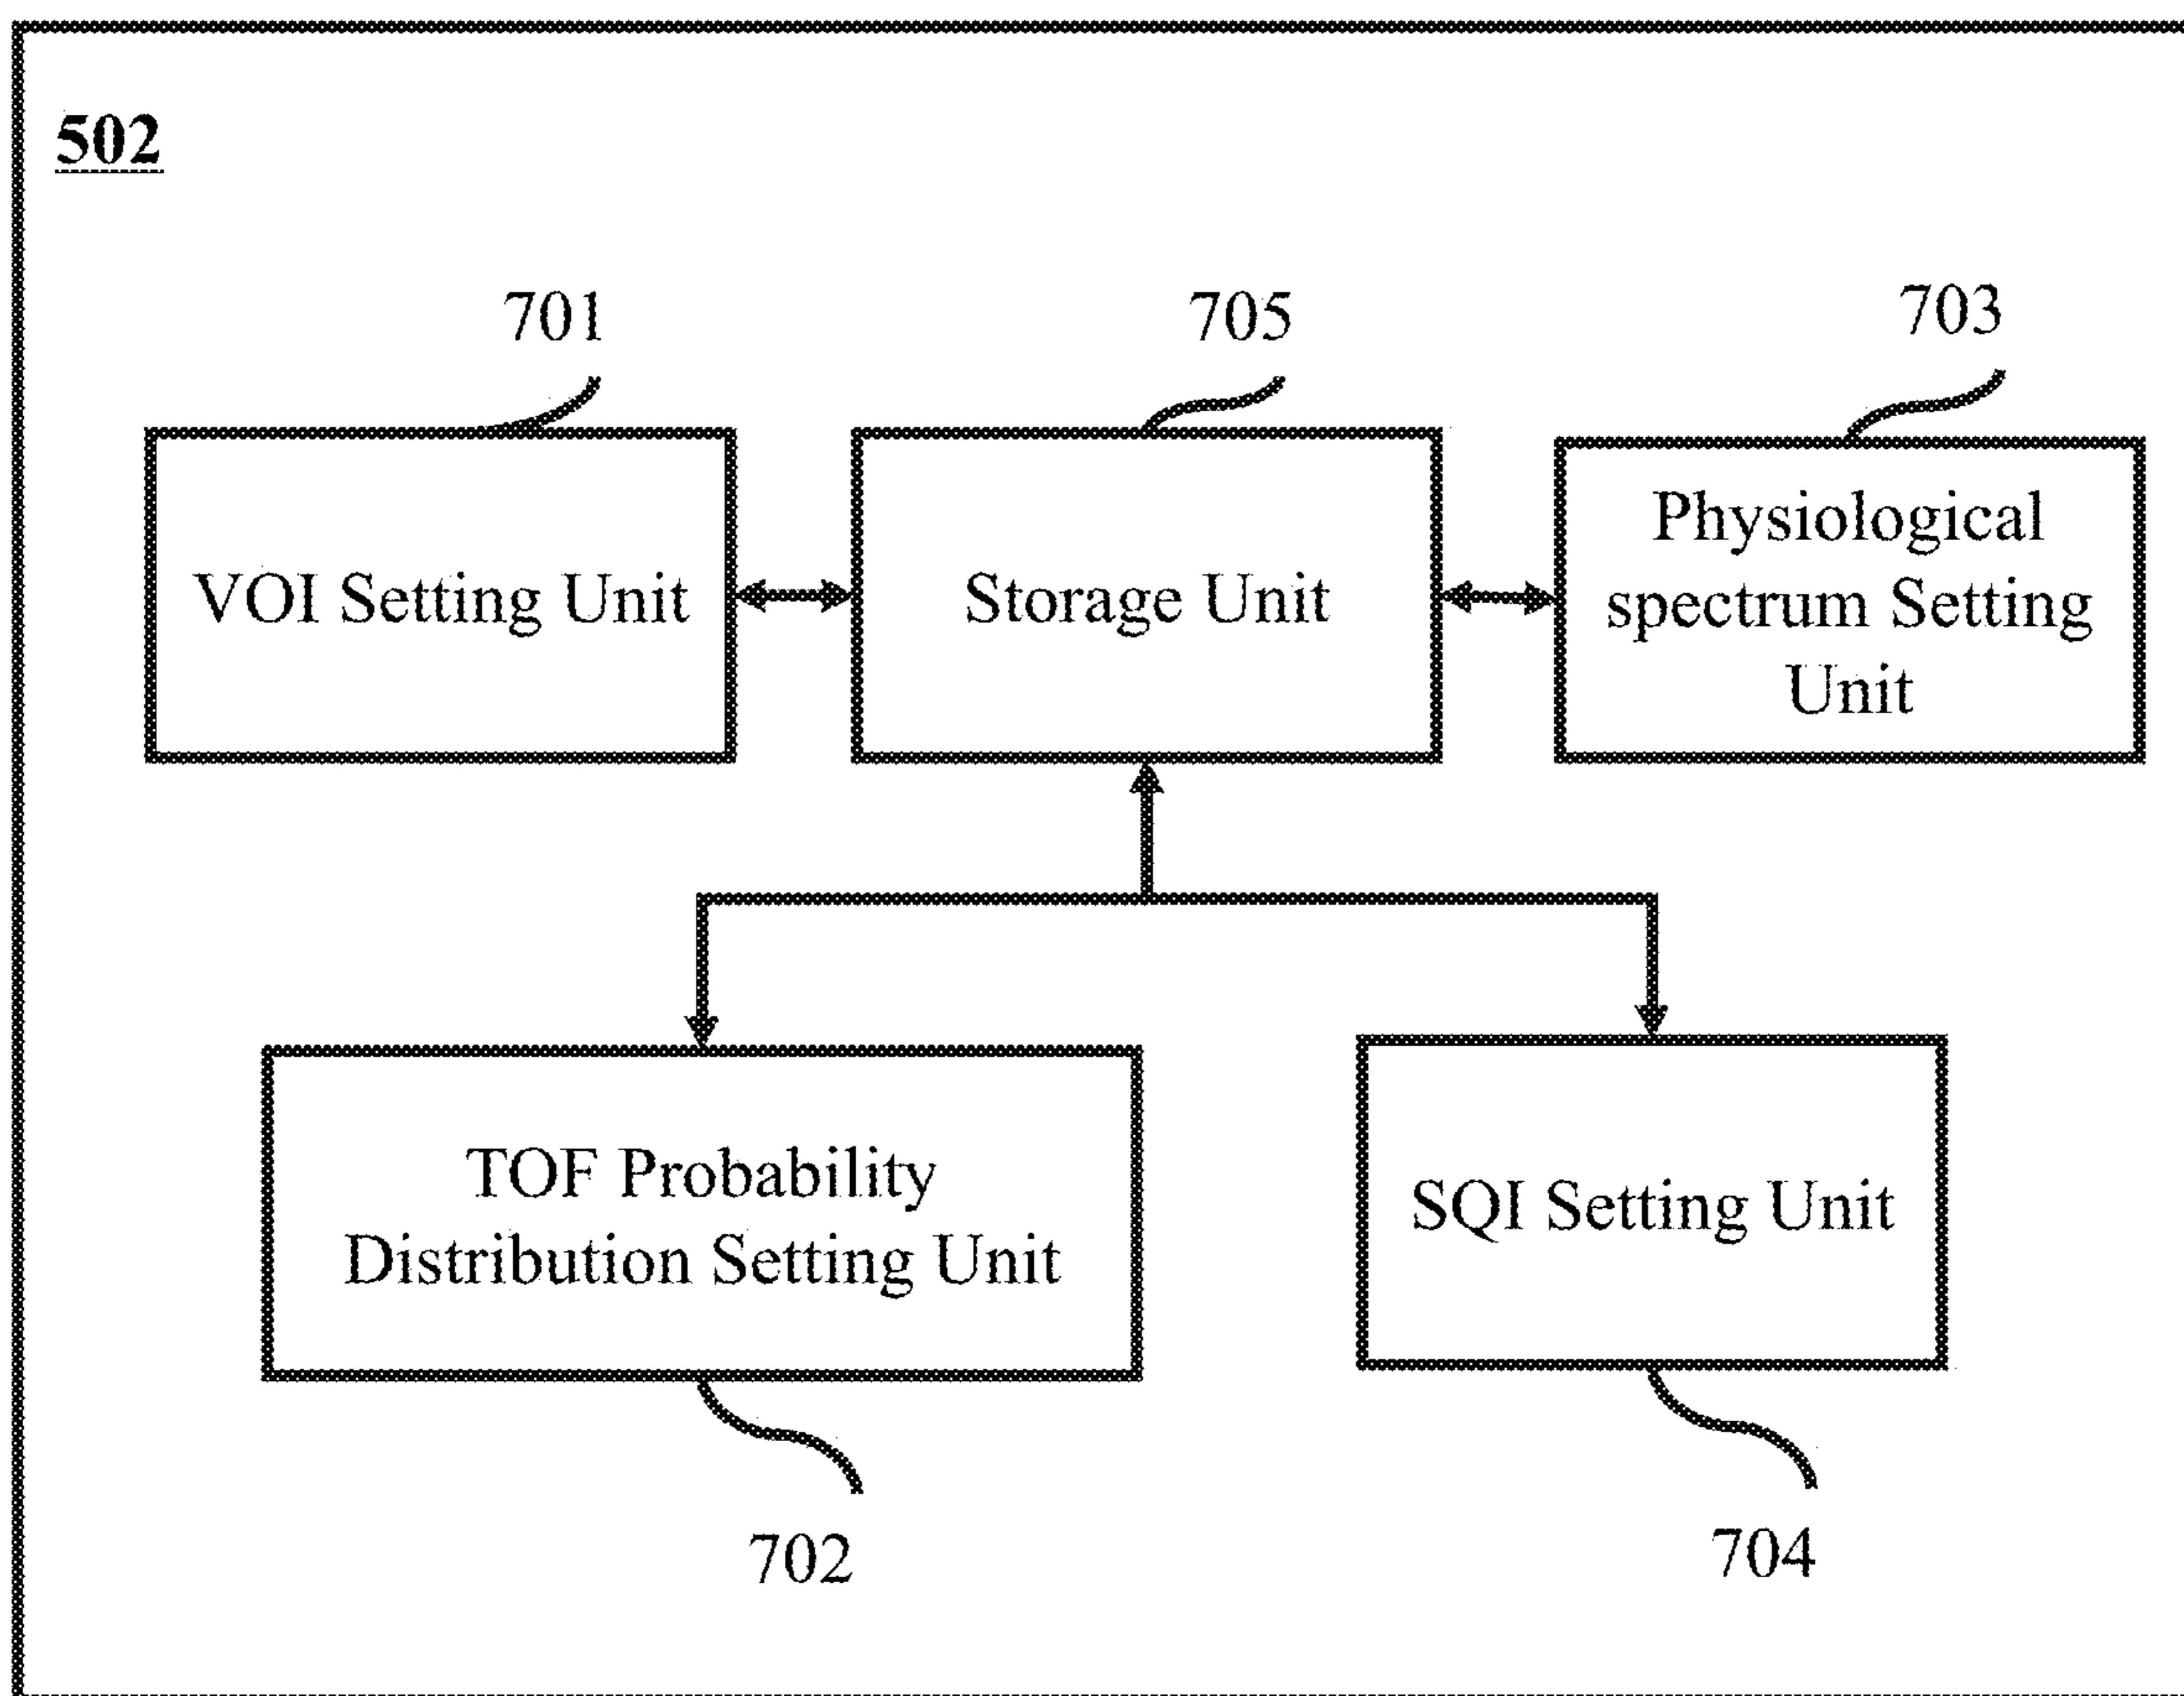 502
701
705
703
VOI Setting Unit
Storage Unit
Physiological
spectrum Setting
Unit
TOF Probability
Distribution Setting Unit
SQI Setting Unit
702
704